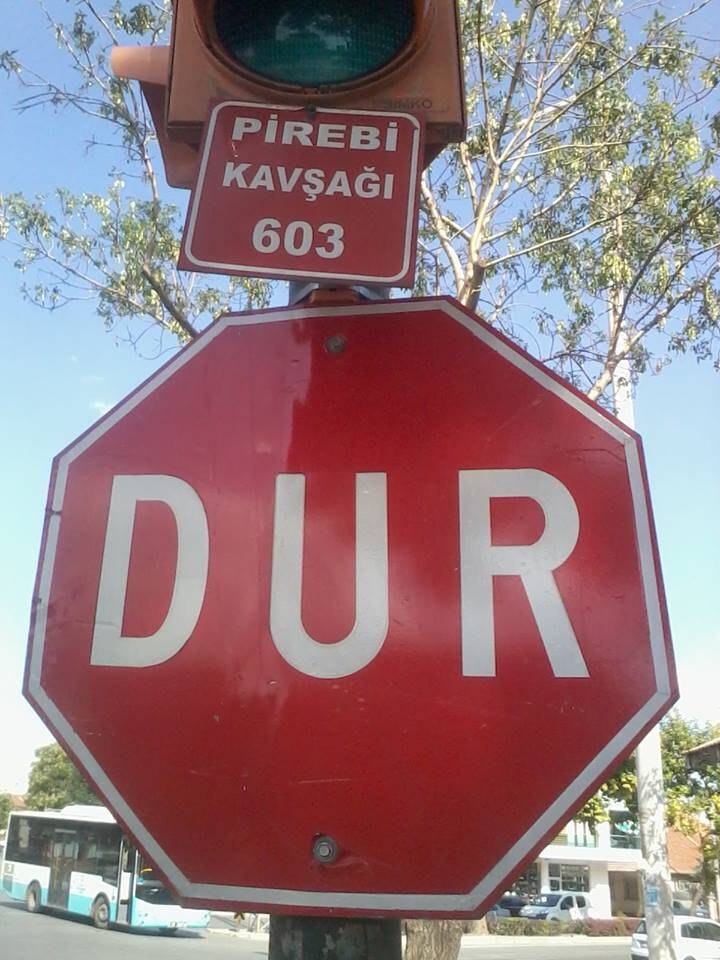 PİREBİ
KAVŞAĞI
603
DUR